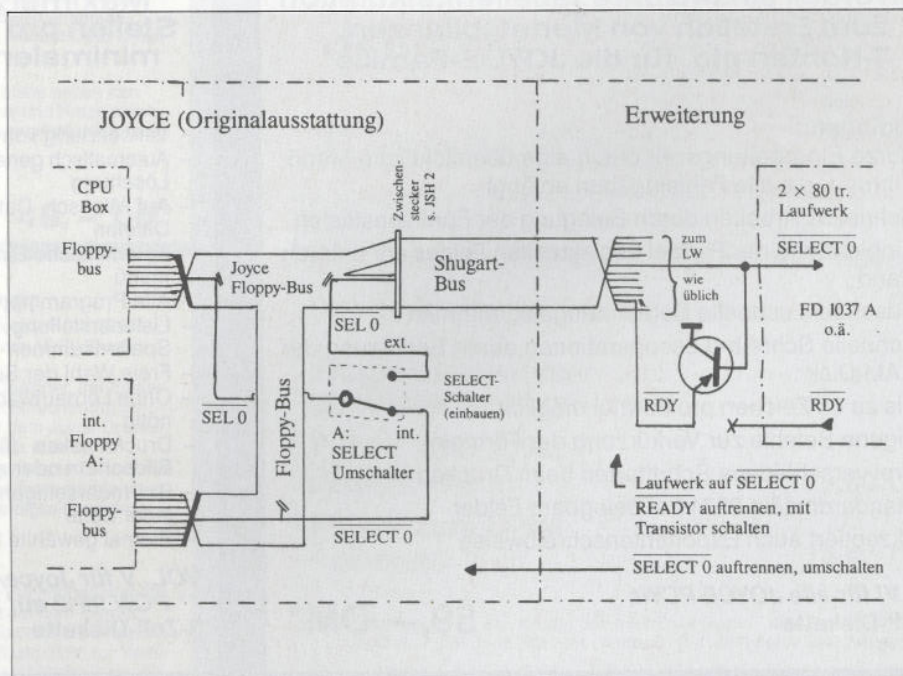 JOYCE (Originalausstattung)
Erweiterung
CPU
Box
Floppy-
bus
Joyce
Floppy-Bus
Zwischen
stecker
s. JSH 2
Shugart-
Bus
SEL 0
ext.
SELECT-
Schalter
(einbauen)
A:
int.
SELECT
Umschalter
SEL 0
Floppy-Bus
int.
Floppy
A:
Floppy-
bus
SELECT 0
2 x 80 tr.
Laufwerk
zum
LW
wie
üblich
SELECT 0
FD 1037
o.ä.
RDY
RDY
Laufwerk auf SELECT 0
READY auftrennen, mit
Transistor schalten
SELECT 0 auftrennen, umschalten